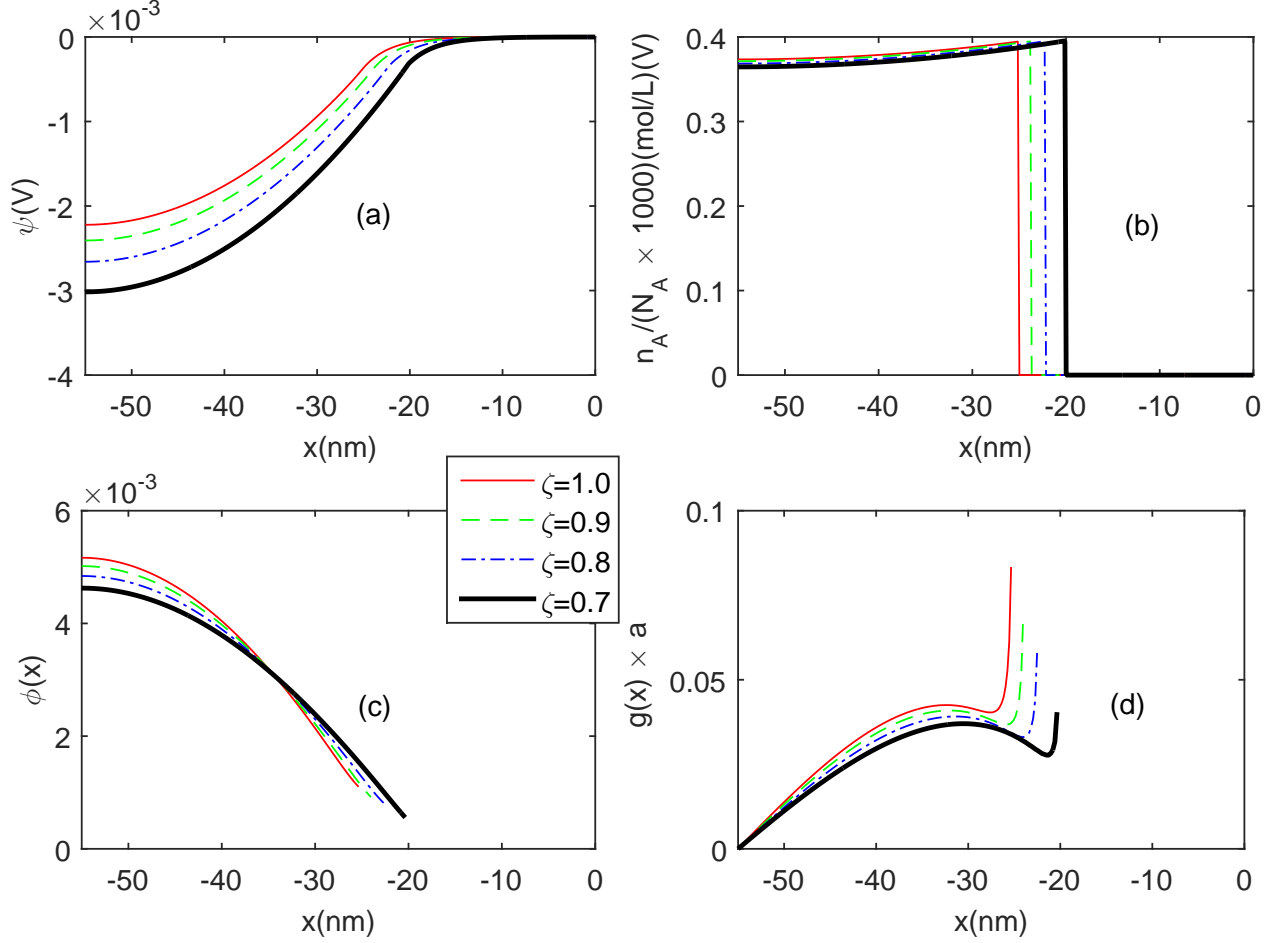 ×10⁻³
0
-1
-2
-3
-4
ψ(V)
(a)
-50 -40 -30 -20 -10 0
x(nm)
0.4
0.3
0.2
0.1
0
n_A/(N_A × 1000)(mol/L)(V)
(b)
-50 -40 -30 -20 -10 0
x(nm)
×10⁻³
6
4
2
0
ϕ(x)
(c)
-50 -40 -30 -20 -10 0
x(nm)
ζ=1.0
ζ=0.9
ζ=0.8
ζ=0.7
0.1
0.05
0
g(x) × a
(d)
-50 -40 -30 -20 -10 0
x(nm)